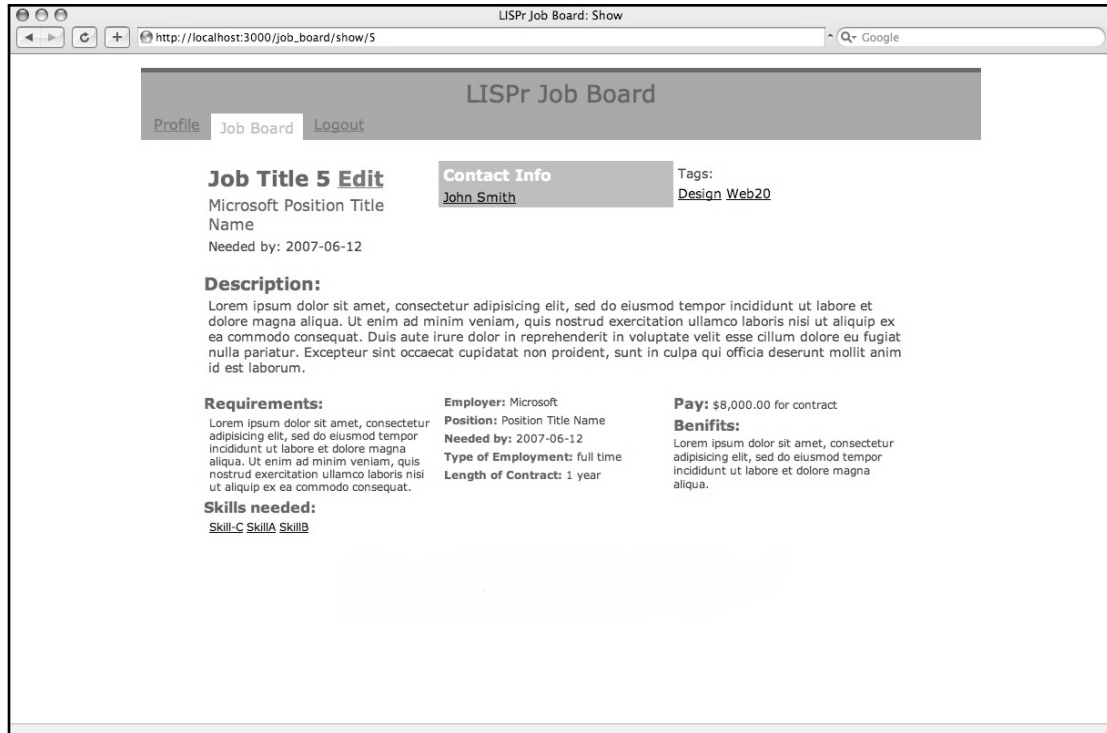 LISPr Job Board: Show
http://localhost:3000/job_board/show/5
Google
LISPr Job Board
Profile Job Board Logout
Job Title 5 Edit
Microsoft Position Title
Name
Needed by: 2007-06-12
Contact Info
John Smith
Tags:
Design Web20
Description:
Lorem ipsum dolor sit amet, consectetur adipisicing elit, sed do eiusmod tempor incididunt ut labore et
dolore magna aliqua. Ut enim ad minim veniam, quis nostrud exercitation ullamco laboris nisi ut aliquip ex
ea commodo consequat. Duis aute irure dolor in reprehenderit in voluptate velit esse cillum dolore eu fugiat
nulla pariatur. Excepteur sint occaecat cupidatat non proident, sunt in culpa qui officia deserunt mollit anim
id est laborum.
Requirements:
Lorem ipsum dolor sit amet, consectetur
adipisicing elit, sed do eiusmod tempor
incididunt ut labore et dolore magna
aliqua. Ut enim ad minim veniam, quis
nostrud exercitation ullamco laboris nisi
ut aliquip ex ea commodo consequat.
Skills needed:
Skill-C SkillA SkillB
Employer: Microsoft
Position: Position Title Name
Needed by: 2007-06-12
Type of Employment: full time
Length of Contract: 1 year
Pay: $8,000.00 for contract
Benifits:
Lorem ipsum dolor sit amet, consectetur
adipisicing elit, sed do eiusmod tempor
incididunt ut labore et dolore magna
aliqua.